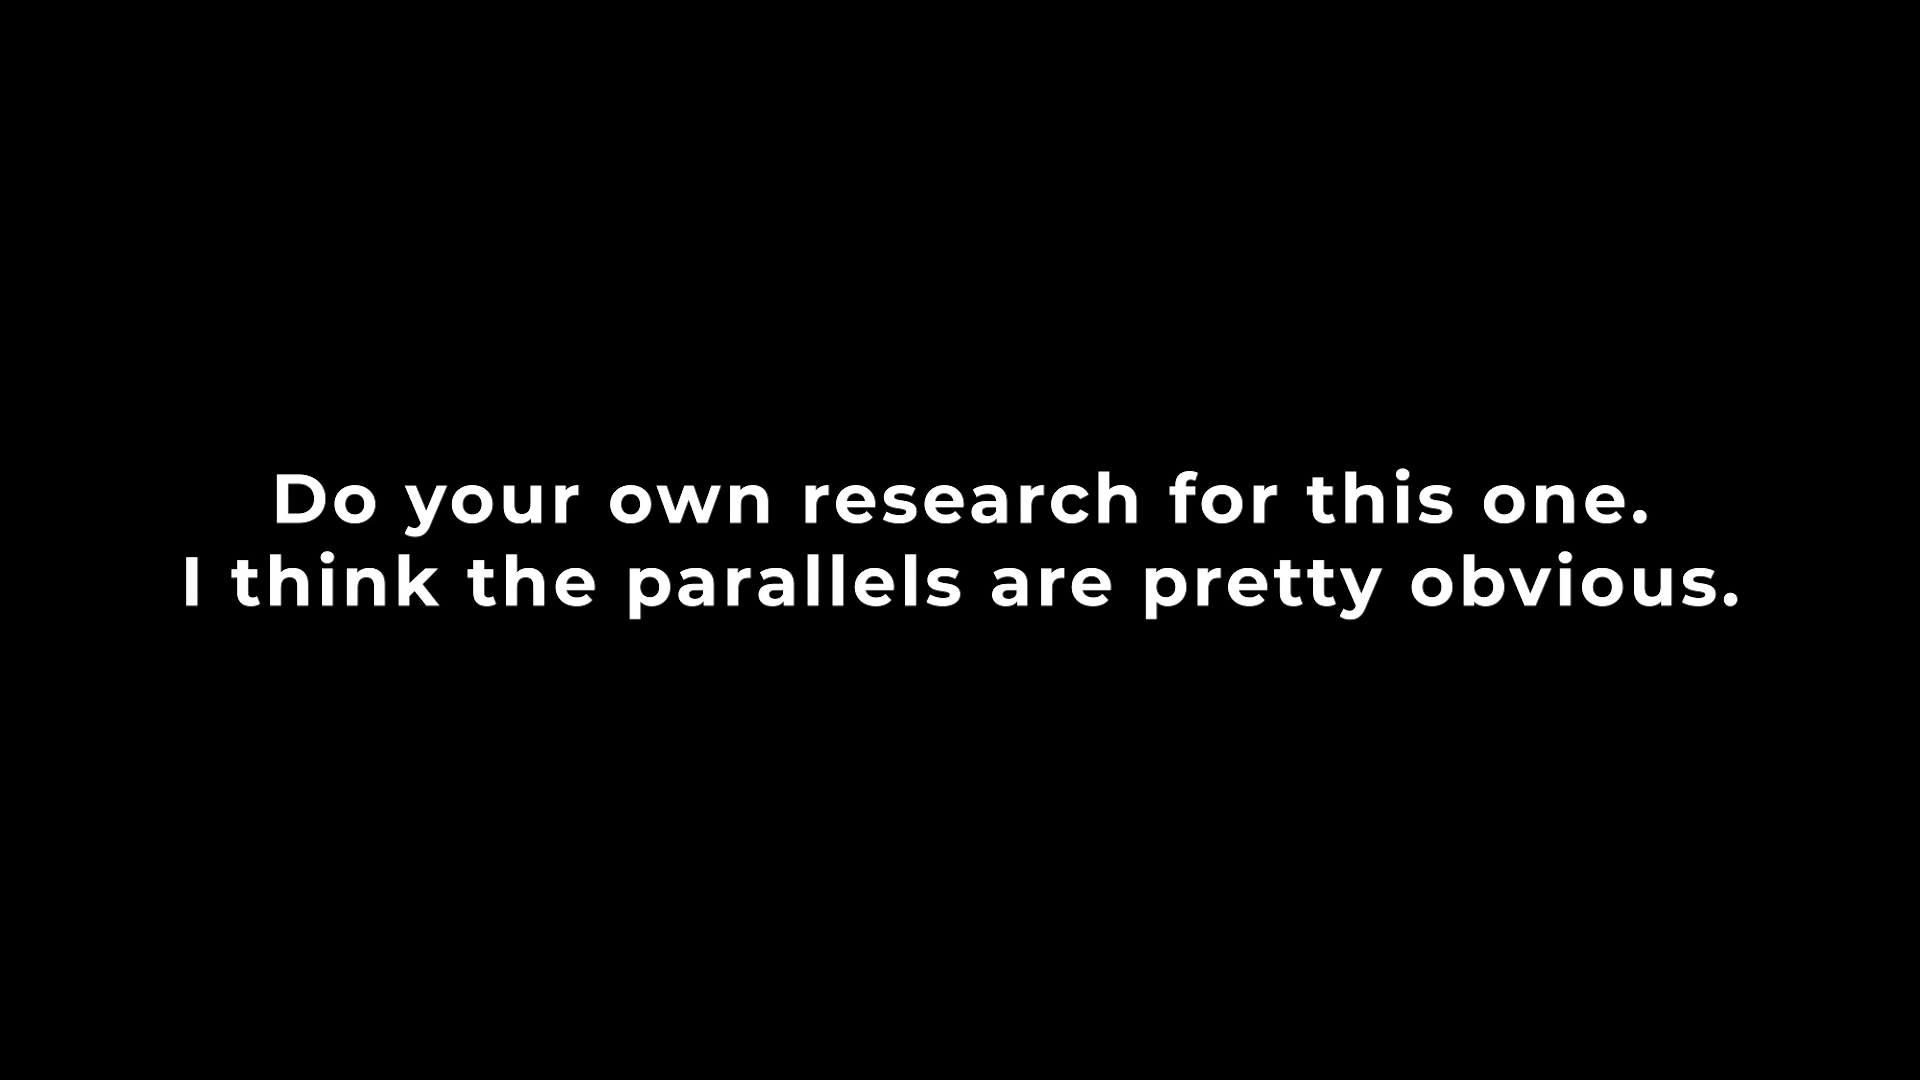 Do your own research for this one.
I think the parallels are pretty obvious.